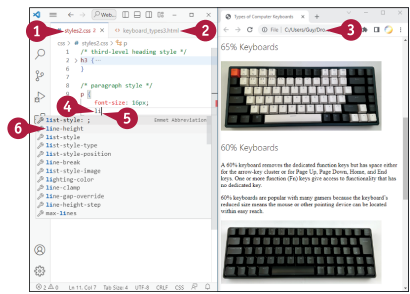 Web...
styles2.css
keyboard_types3.html
css > # styles2.css > p
1 /* third-level heading style */
2 > h3 {···
6 }
7
8 /* paragraph style */
9 p {
font-size: 16px;
li
list-style: ; Emmet Abbreviation
line-height
list-style
list-style-type
list-style-position
line-break
list-style-image
lighting-color
line-clamp
line-gap-override
line-height-step
max-lines
2 0 Ln 11, Col 7 Tab Size: 4 UTF-8 CRLF CSS
Types of Computer Keyboards
File C:/Users/Guy/Dro
65% Keyboards
60% Keyboards
A 60% keyboard removes the dedicated function keys but has space either
for the arrow-key cluster or for Page Up, Page Down, Home, and End
keys. One or more function (Fn) keys give access to functionality that has
no dedicated key.
60% keyboards are popular with many gamers because the keyboard's
reduced size means the mouse or other pointing device can be located
within easy reach.
1
2
3
4
5
6